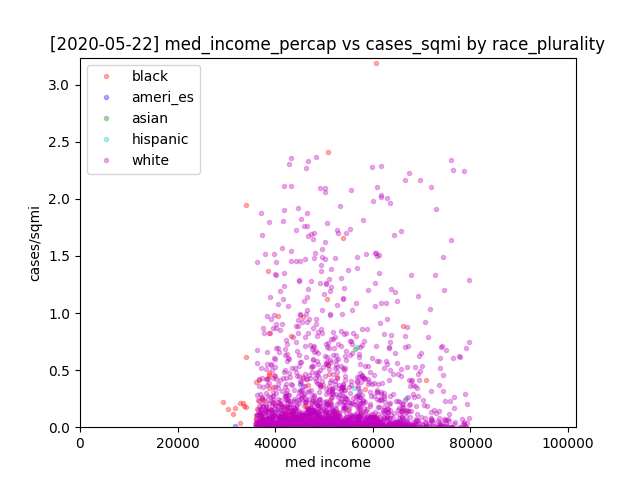 [2020-05-22] med_income_percap vs cases_sqmi by race_plurality
black
ameri_es
asian
hispanic
white
3.0
2.5
2.0
1.5
1.0
0.5
0.0
cases/sqmi
0 20000 40000 60000 80000 100000
med income